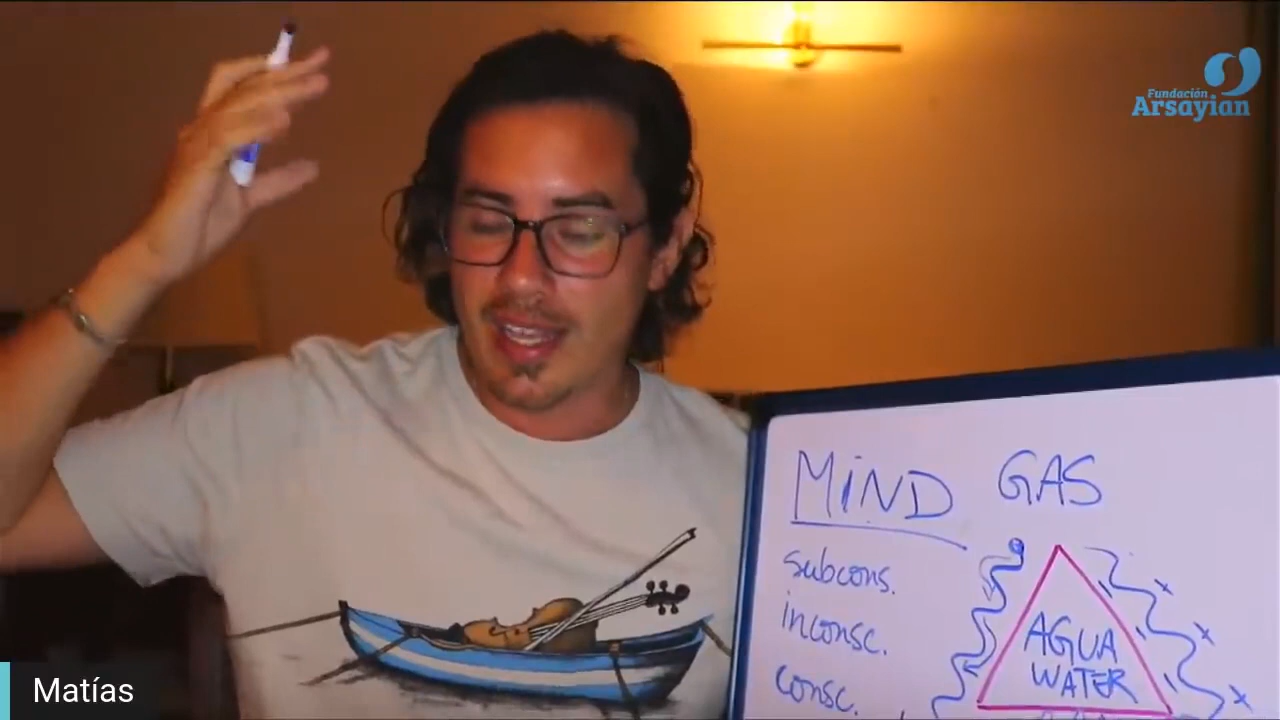 Fundación
Arsayian
MiND GAS
subcons.
inconsc.
consc.
AGUA
WATER
Matías